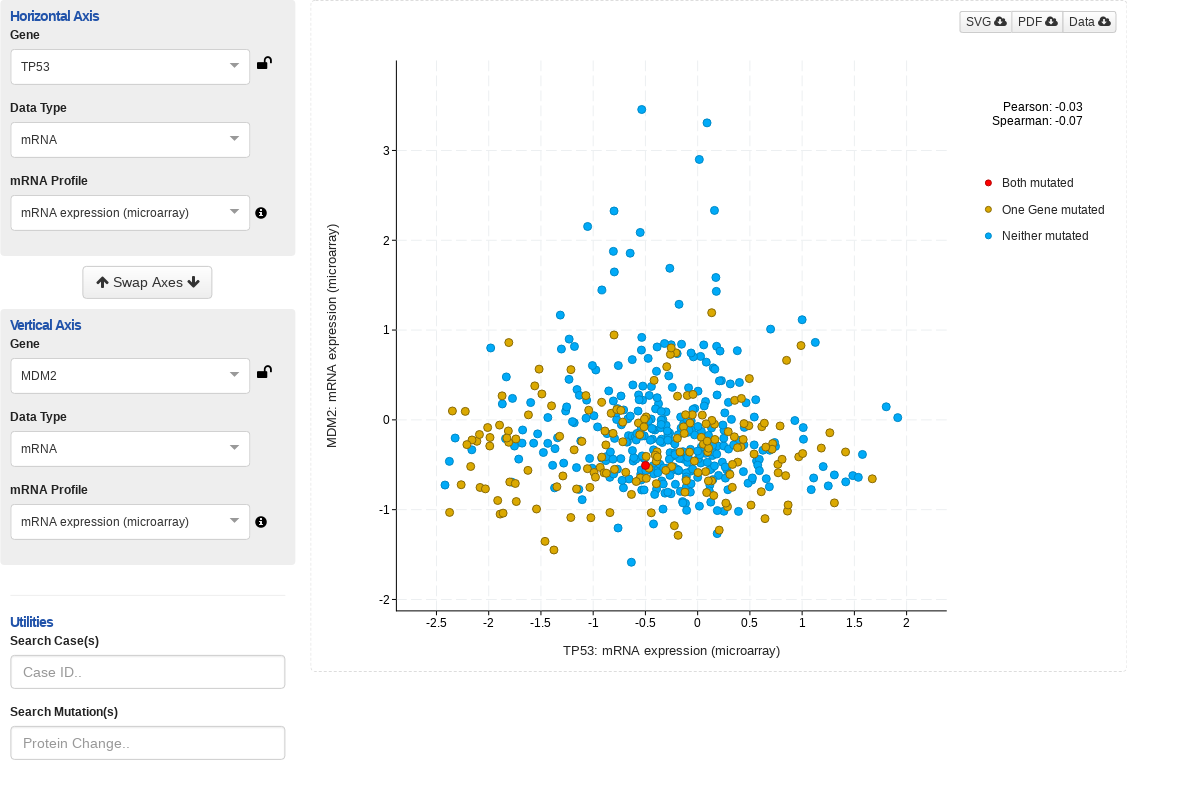 Horizontal Axis
Gene
TP53
Data Type
mRNA
mRNA Profile
mRNA expression (microarray)
Swap Axes
Vertical Axis
Gene
MDM2
Data Type
mRNA
mRNA Profile
mRNA expression (microarray)
Utilities
Search Case(s)
Case ID..
Search Mutation(s)
Protein Change..
SVG PDF Data
Pearson: -0.03
Spearman: -0.07
Both mutated
One Gene mutated
Neither mutated
MDM2: mRNA expression (microarray)
3
2
1
0
-1
-2
-2.5 -2 -1.5 -1 -0.5 0 0.5 1 1.5 2
TP53: mRNA expression (microarray)